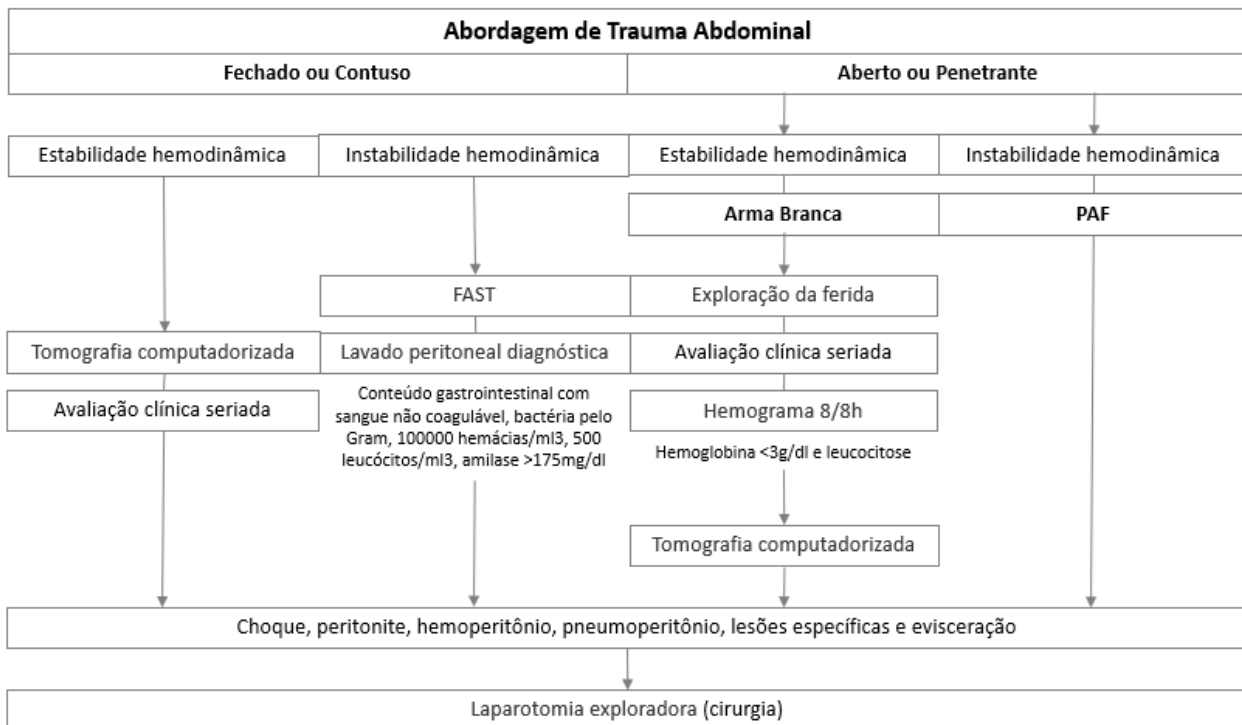 Abordagem de Trauma Abdominal
Fechado ou Contuso
Aberto ou Penetrante
Estabilidade hemodinâmica
Instabilidade hemodinâmica
Estabilidade hemodinâmica
Instabilidade hemodinâmica
Arma Branca
PAF
FAST
Exploração da ferida
Tomografia computadorizada
Lavado peritoneal diagnóstica
Avaliação clínica seriada
Avaliação clínica seriada
Conteúdo gastrointestinal com
sangue não coagulável, bactéria pelo
Gram, 100000 hemácias/ml3, 500
leucócitos/ml3, amilase >175mg/dl
Hemograma 8/8h
Hemoglobina <3g/dl e leucocitose
Tomografia computadorizada
Choque, peritonite, hemoperitônio, pneumoperitônio, lesões específicas e evisceração
Laparotomia exploradora (cirurgia)